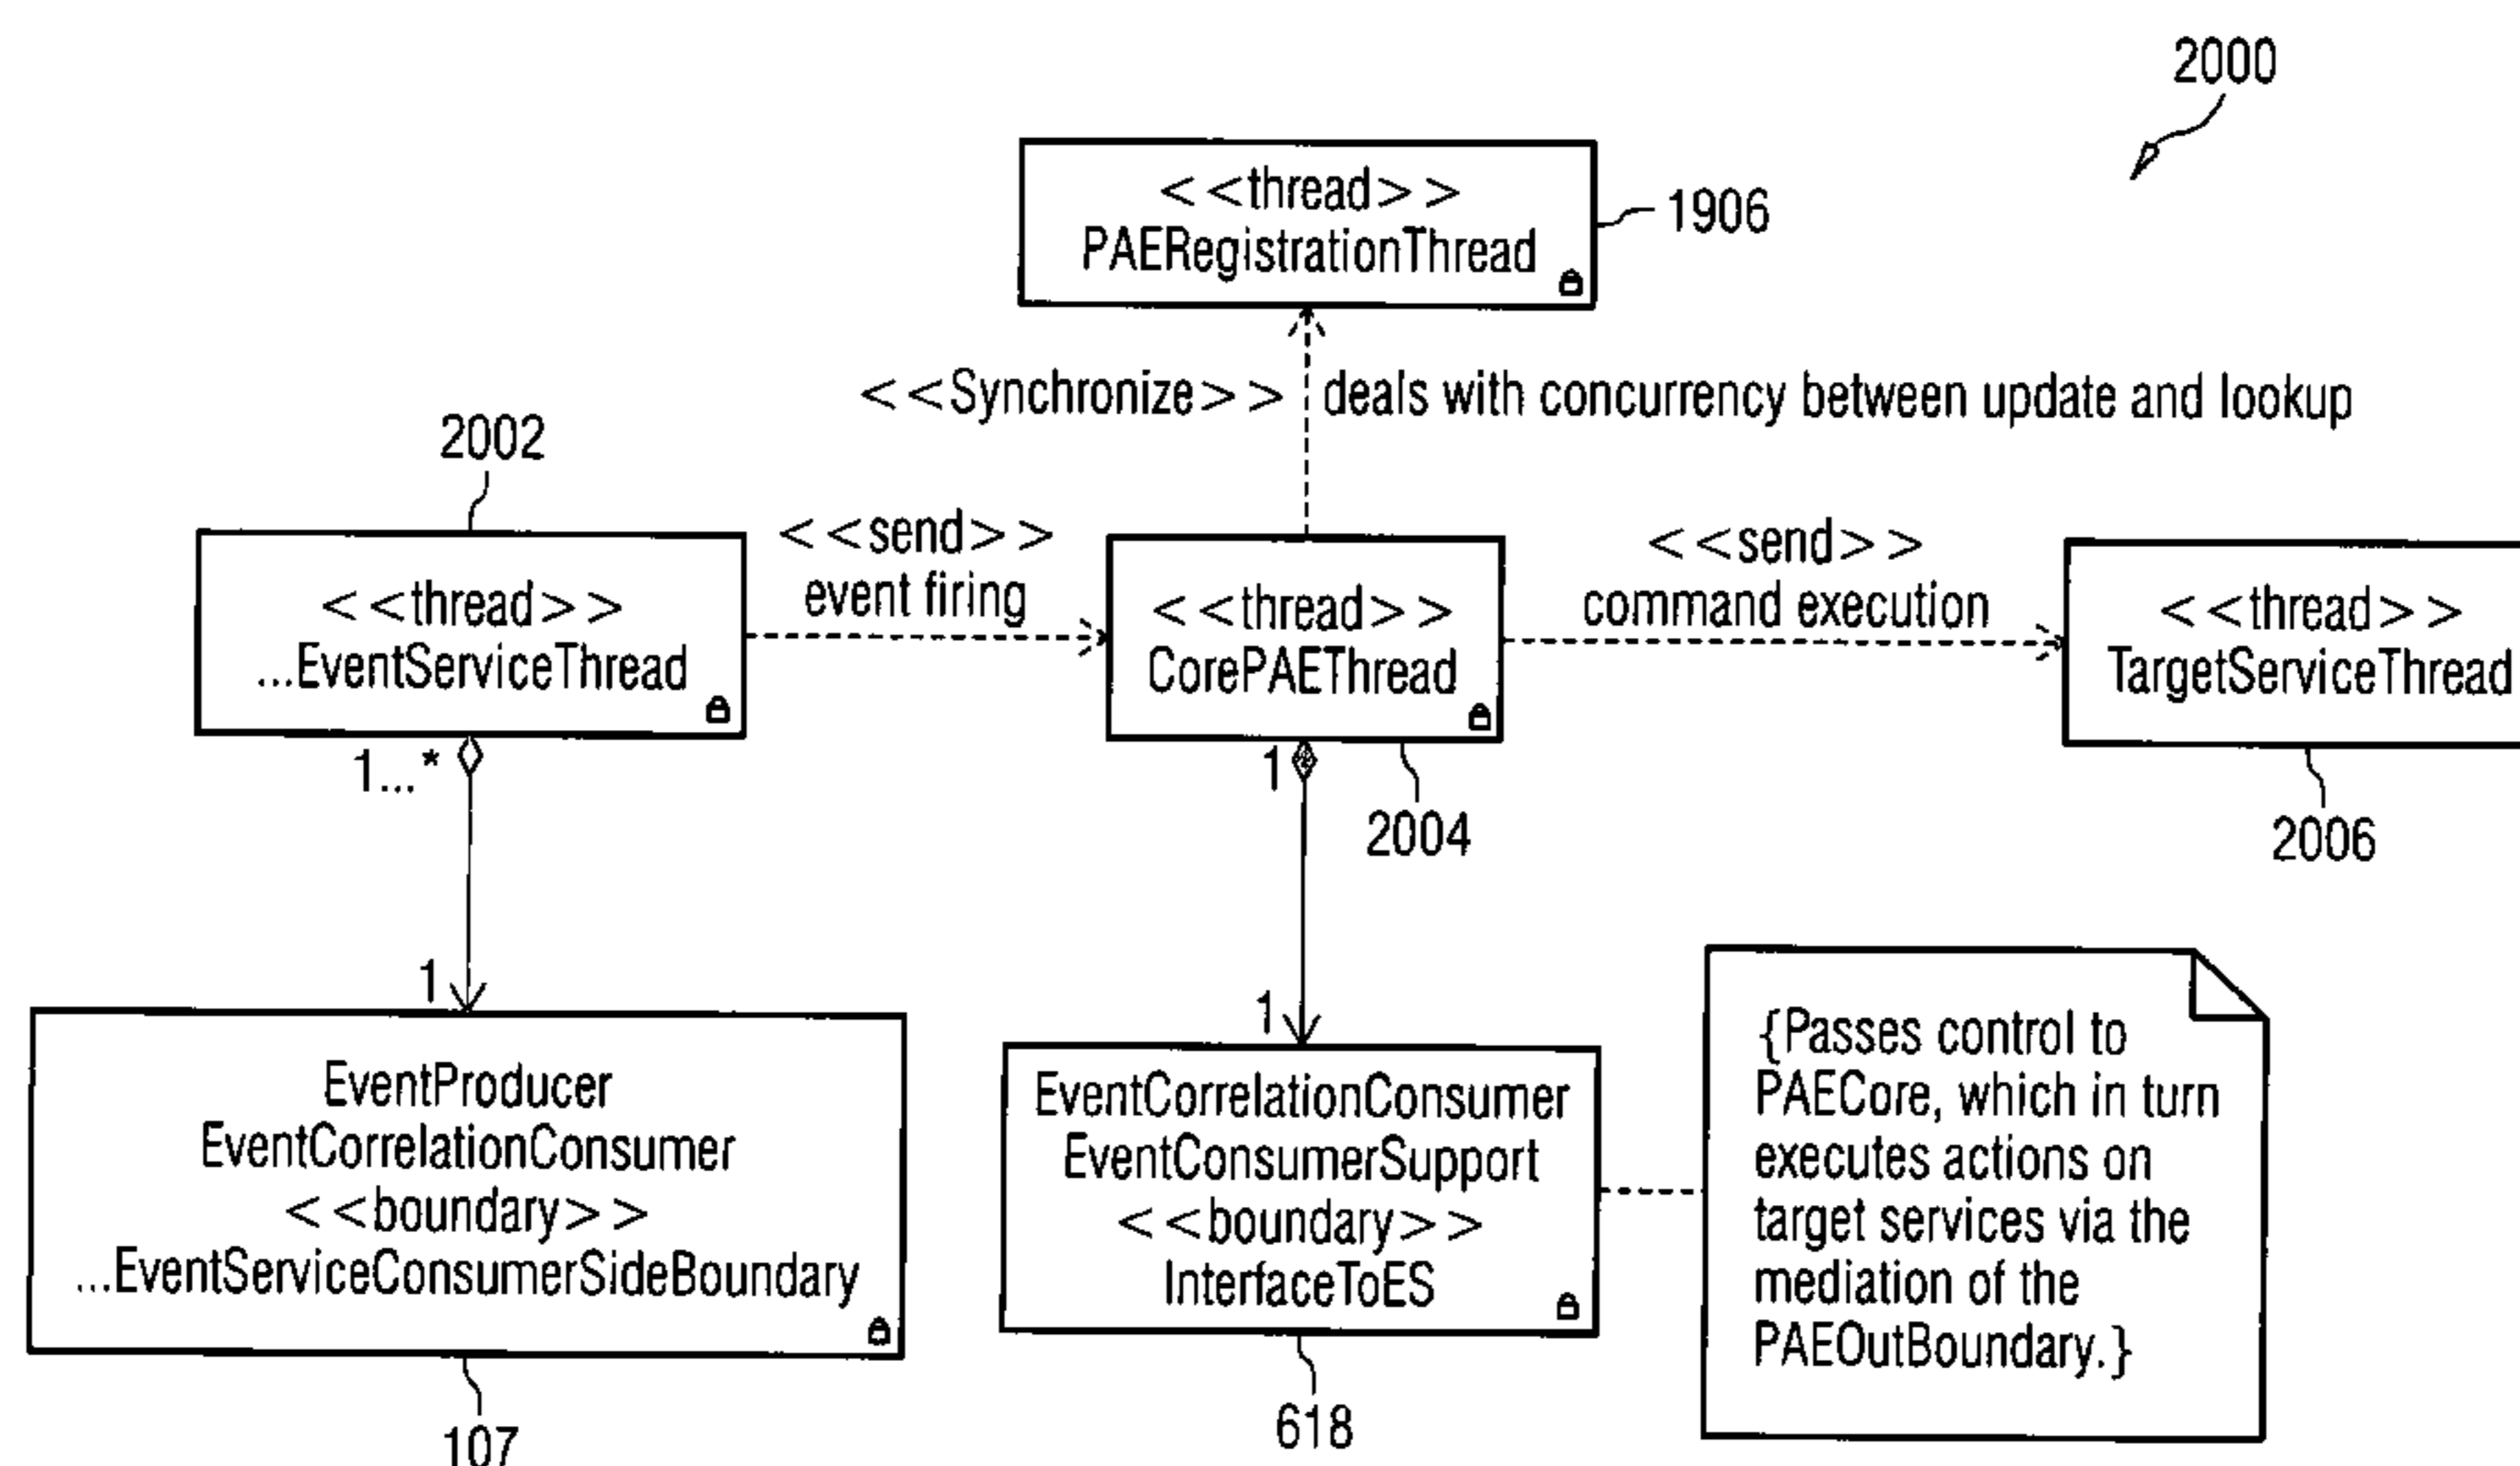 2000
<<thread>>
PAERegistrationThread
1906
<<Synchronize>> deals with concurrency between update and lookup
2002
<<thread>>
...EventServiceThread
<<send>>
event firing
<<thread>>
CorePAEThread
<<send>>
command execution
<<thread>>
TargetServiceThread
1...*
1
2004
2006
1
1
EventProducer
EventCorrelationConsumer
<<boundary>>
...EventServiceConsumerSideBoundary
107
EventCorrelationConsumer
EventConsumerSupport
<<boundary>>
InterfaceToES
618
{Passes control to
PAECore, which in turn
executes actions on
target services via the
mediation of the
PAEOutBoundary.}